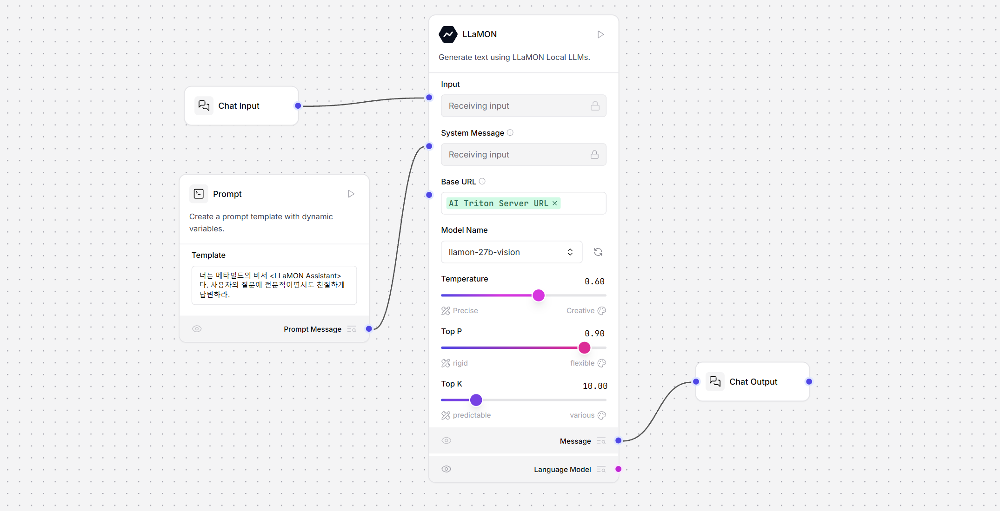 Chat Input
Prompt
Create a prompt template with dynamic
variables.
Template
너는 메타빌드의 비서 <LLaMON Assistant>
다. 사용자의 질문에 전문적이면서도 친절하게
답변하라.
Prompt Message
LLaMON
Generate text using LLaMON Local LLMs.
Input
Receiving input
System Message
Receiving input
Base URL
AI Triton Server URL ×
Model Name
llamon-27b-vision
Temperature
0.60
Precise
Creative
Top P
0.90
rigid
flexible
Top K
10.00
predictable
various
Message
Language Model
Chat Output